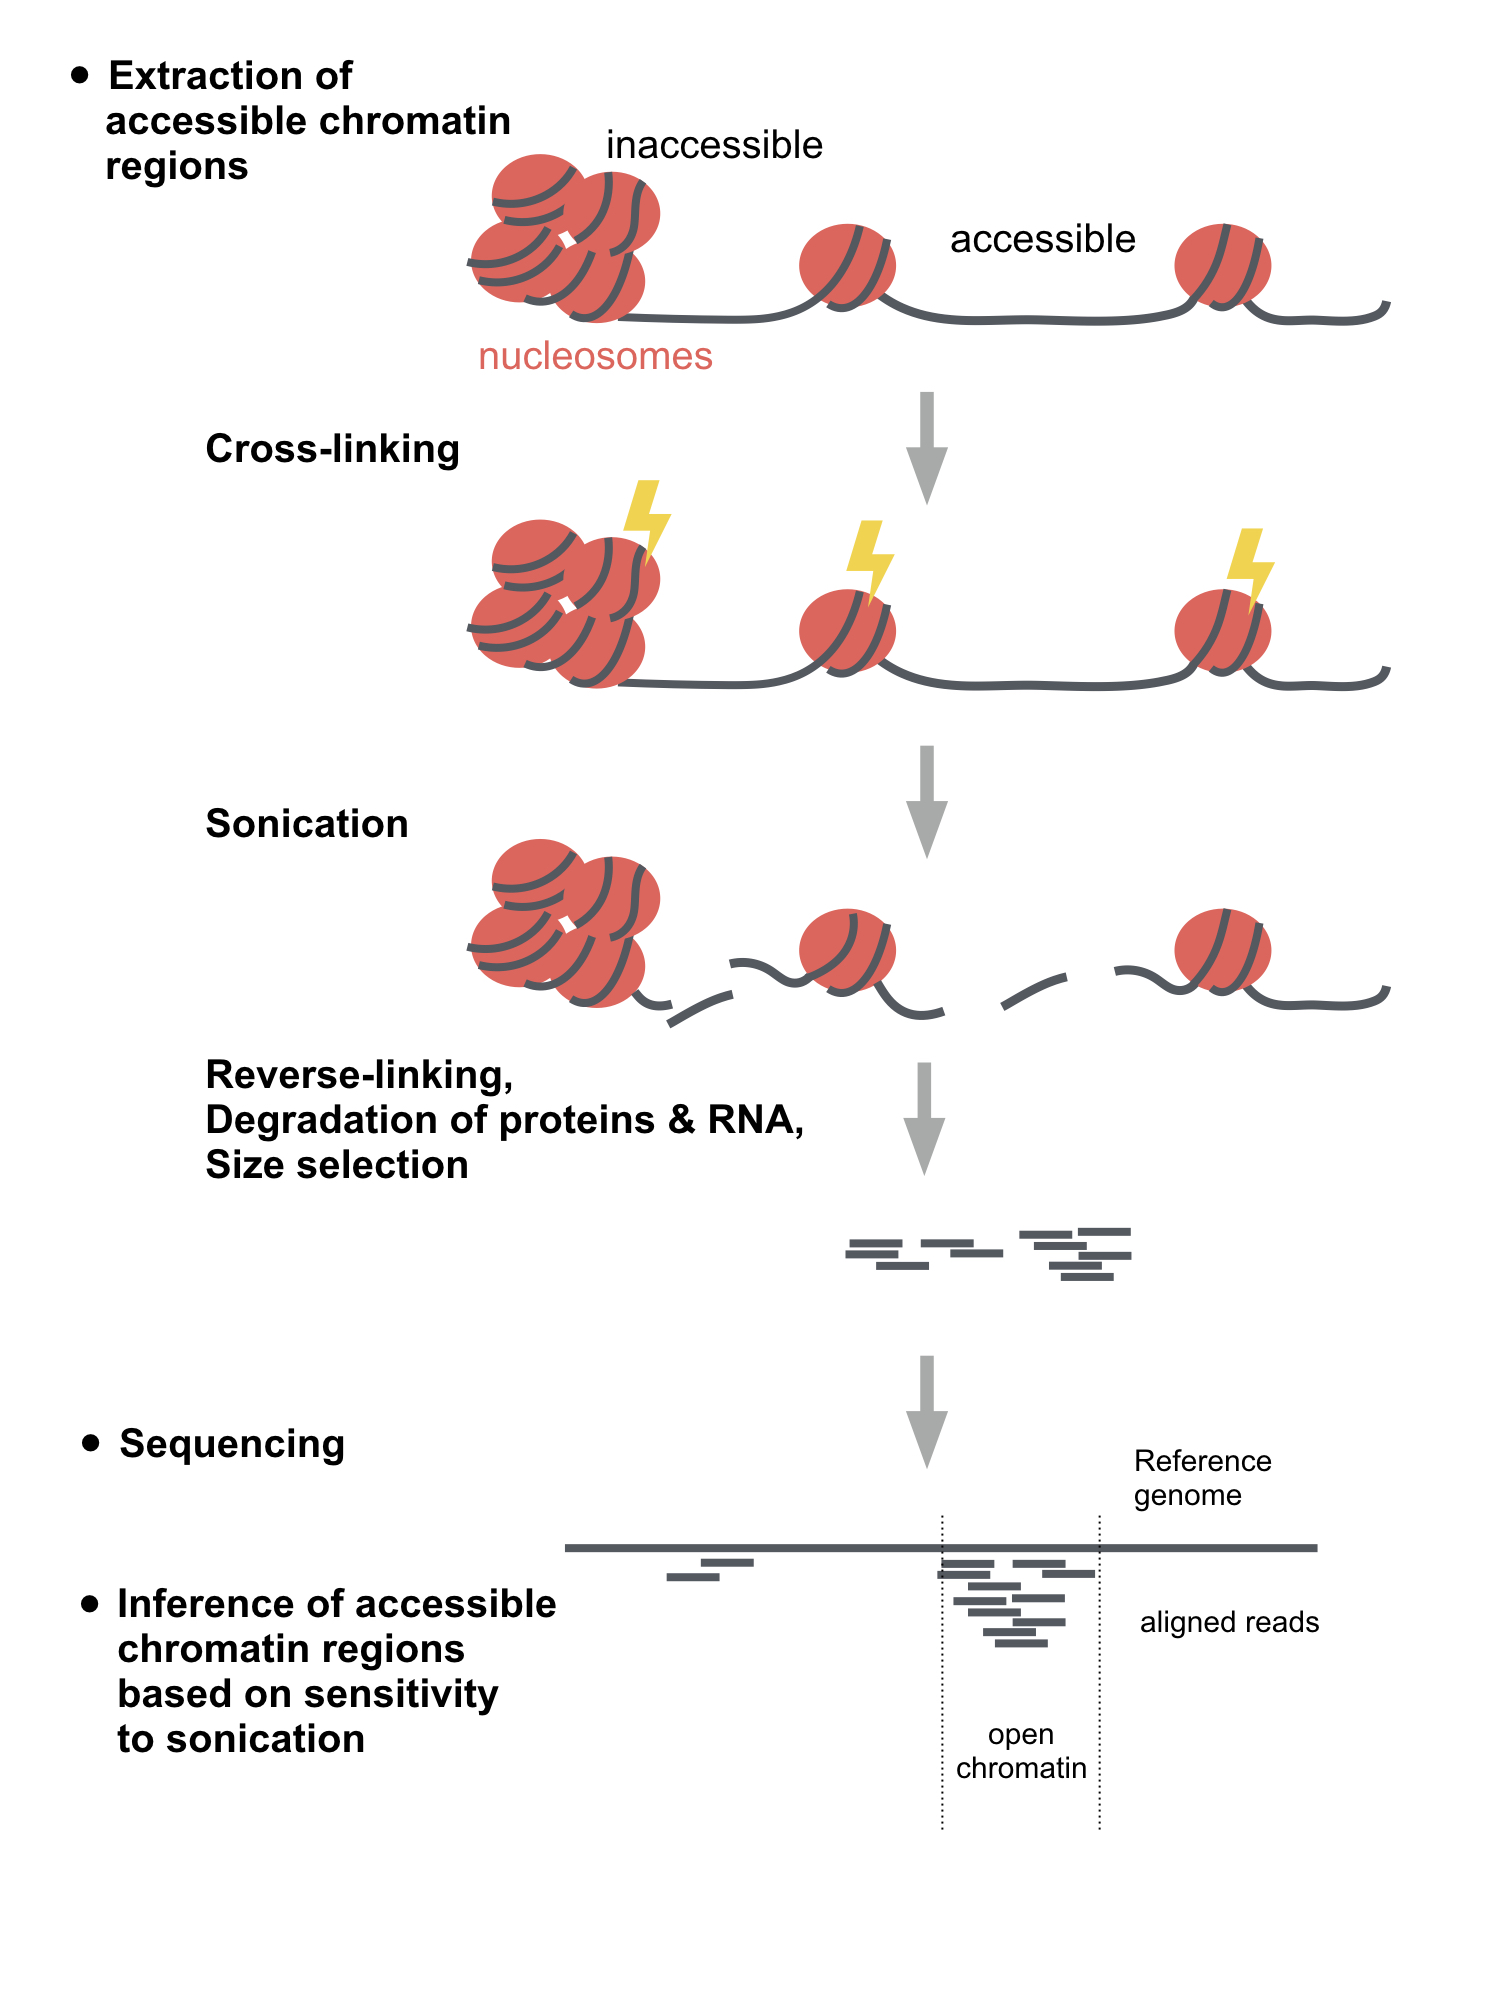 • Extraction of
accessible chromatin
regions
inaccessible
accessible
nucleosomes
Cross-linking
Sonication
Reverse-linking,
Degradation of proteins & RNA,
Size selection
• Sequencing
Reference
genome
• Inference of accessible
chromatin regions
based on sensitivity
to sonication
aligned reads
open
chromatin